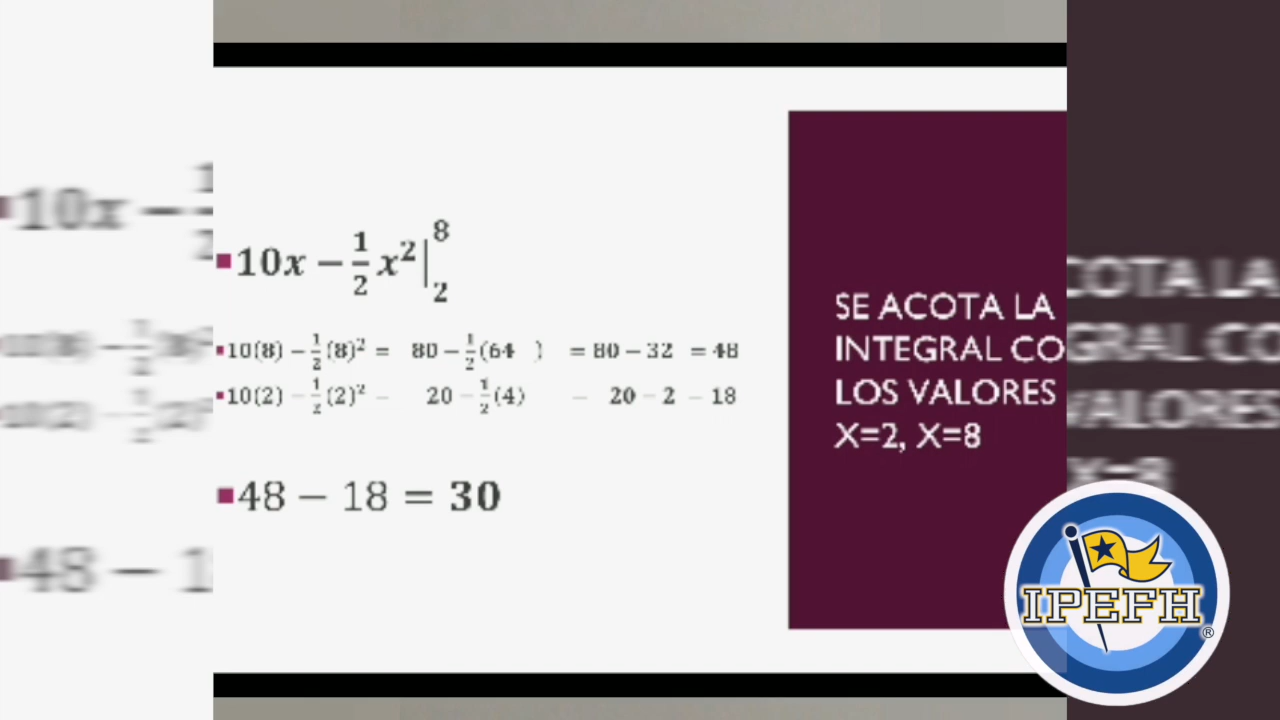 10x − 1/2 x² |₂⁸
10(8) − 1/2 (8)² = 80 − 1/2 (64 ) = 80 − 32 = 48
10(2) − 1/2 (2)² − 20 − 1/2 (4) − 20 − 2 − 18
48 − 18 = 30
SE ACOTA LA
INTEGRAL CO
LOS VALORES
X=2, X=8
IPEFH®